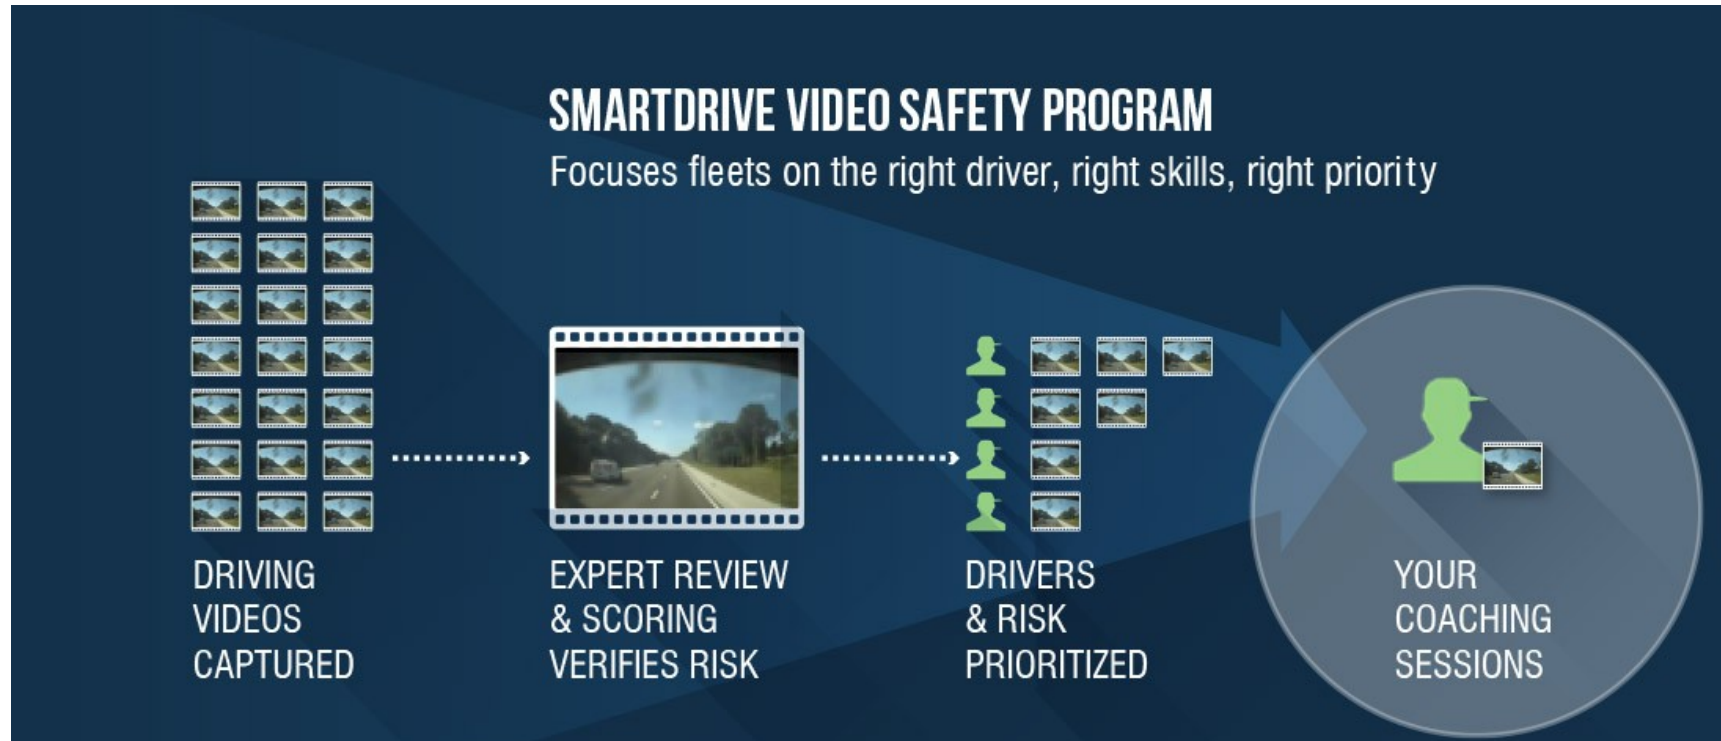 SMARTDRIVE VIDEO SAFETY PROGRAM
Focuses fleets on the right driver, right skills, right priority
DRIVING
VIDEOS
CAPTURED
EXPERT REVIEW
& SCORING
VERIFIES RISK
DRIVERS
& RISK
PRIORITIZED
YOUR
COACHING
SESSIONS